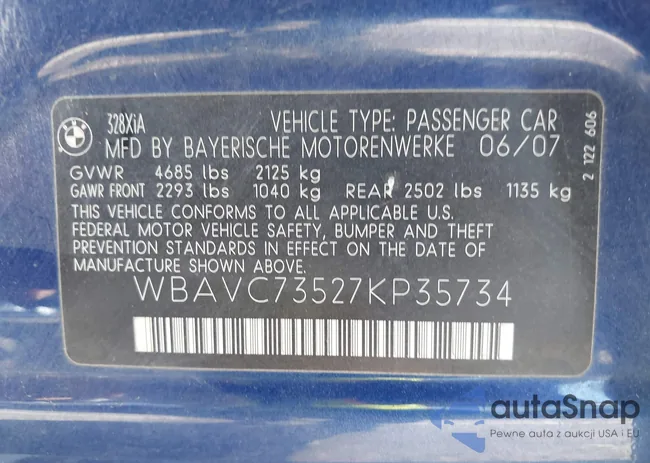 BMW
328XiA VEHICLE TYPE: PASSENGER CAR
MFD BY BAYERISCHE MOTORENWERKE 06/07
GVWR 4685 lbs 2125 kg
GAWR FRONT 2293 lbs 1040 kg REAR 2502 lbs 1135 kg
THIS VEHICLE CONFORMS TO ALL APPLICABLE U.S.
FEDERAL MOTOR VEHICLE SAFETY, BUMPER AND THEFT
PREVENTION STANDARDS IN EFFECT ON THE DATE OF
MANUFACTURE SHOWN ABOVE.
WBAVC73527KP35734
2 122 606
autaSnap
Pewne auta z aukcji USA i EU